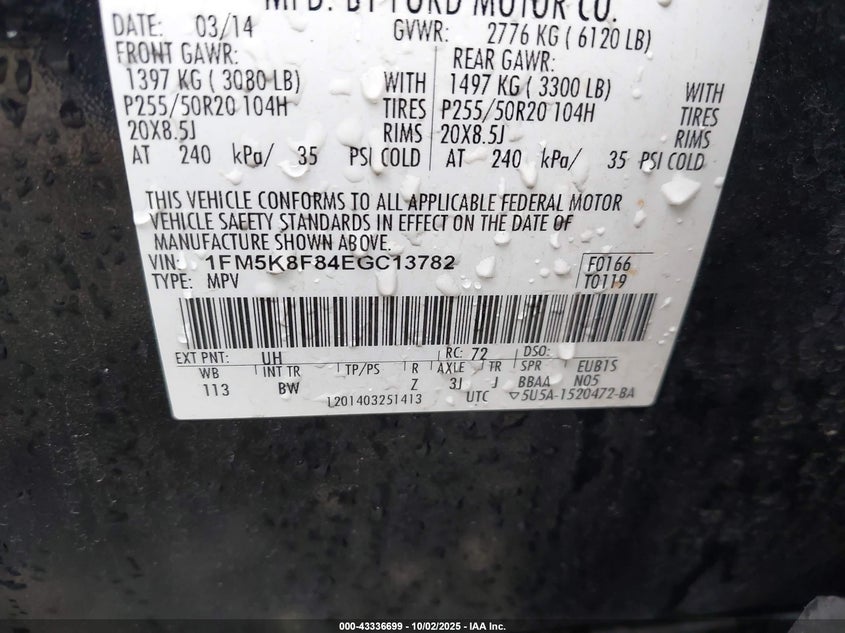 MFD. BY FORD MOTOR CO.
DATE: 03/14 GVWR: 2776 KG ( 6120 LB)
FRONT GAWR: REAR GAWR:
1397 KG ( 3080 LB) WITH 1497 KG ( 3300 LB) WITH
P255/50R20 104H TIRES P255/50R20 104H TIRES
20X8.5J RIMS 20X8.5J RIMS
AT 240 kPa/ 35 PSI COLD AT 240 kPa/ 35 PSI COLD
THIS VEHICLE CONFORMS TO ALL APPLICABLE FEDERAL MOTOR
VEHICLE SAFETY STANDARDS IN EFFECT ON THE DATE OF
MANUFACTURE SHOWN ABOVE.
VIN: 1FM5K8F84EGC13782 F0166
TYPE: MPV T0119
EXT PNT: UH RC: 72 DSO:
WB INT TR TP/PS R AXLE TR SPR EUB1S
113 BW Z 3J J BBAA N05
L201403251413 UTC ▽5U5A-1520472-BA
000-43336699 - 10/02/2025 - IAA Inc.